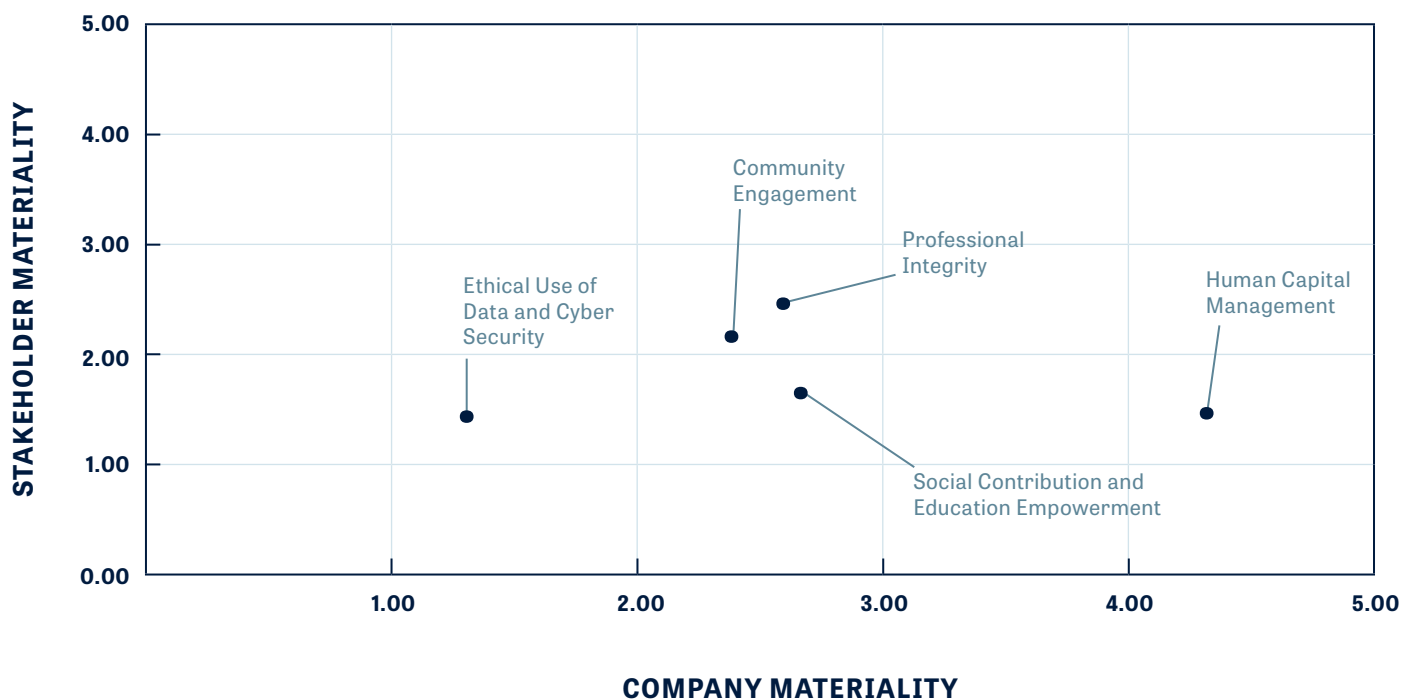 5.00
4.00
3.00
2.00
1.00
0.00
STAKEHOLDER MATERIALITY
Community
Engagement
Professional
Integrity
Ethical Use of
Data and Cyber
Security
Human Capital
Management
Social Contribution and
Education Empowerment
1.00
2.00
3.00
4.00
5.00
COMPANY MATERIALITY